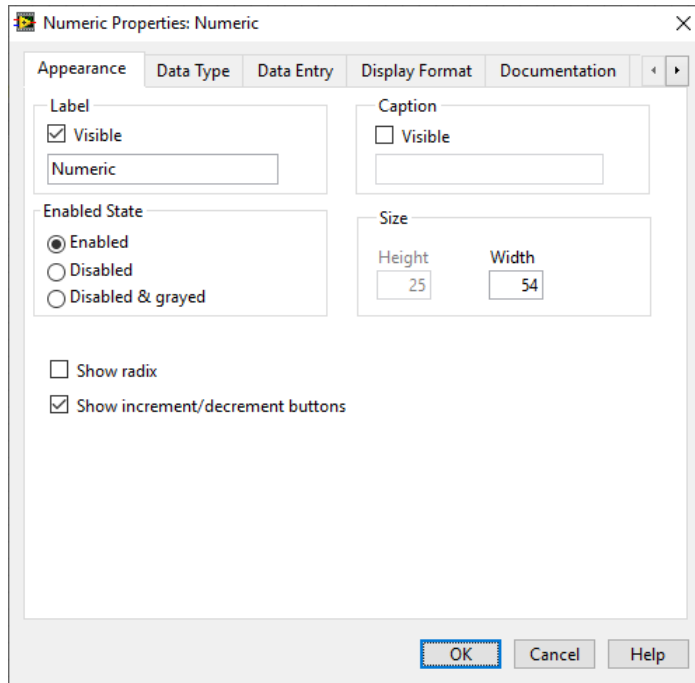 Numeric Properties: Numeric
Appearance Data Type Data Entry Display Format Documentation
Label
Visible
Numeric
Caption
Visible
Enabled State
Enabled
Disabled
Disabled & grayed
Size
Height Width
25 54
Show radix
Show increment/decrement buttons
OK Cancel Help